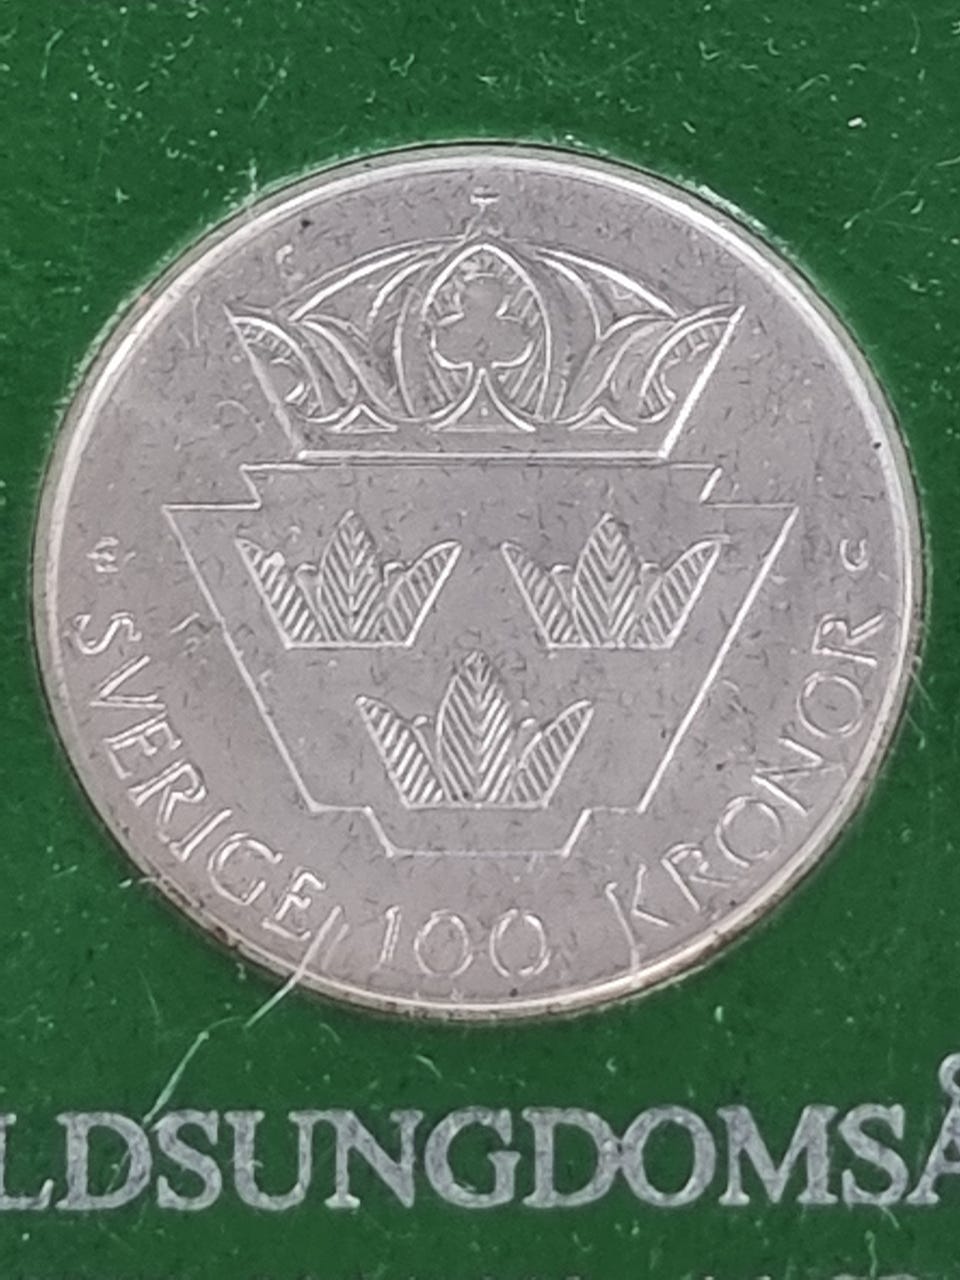 SVERIGE 100 KRONOR
LDSUNGDOMSÅ